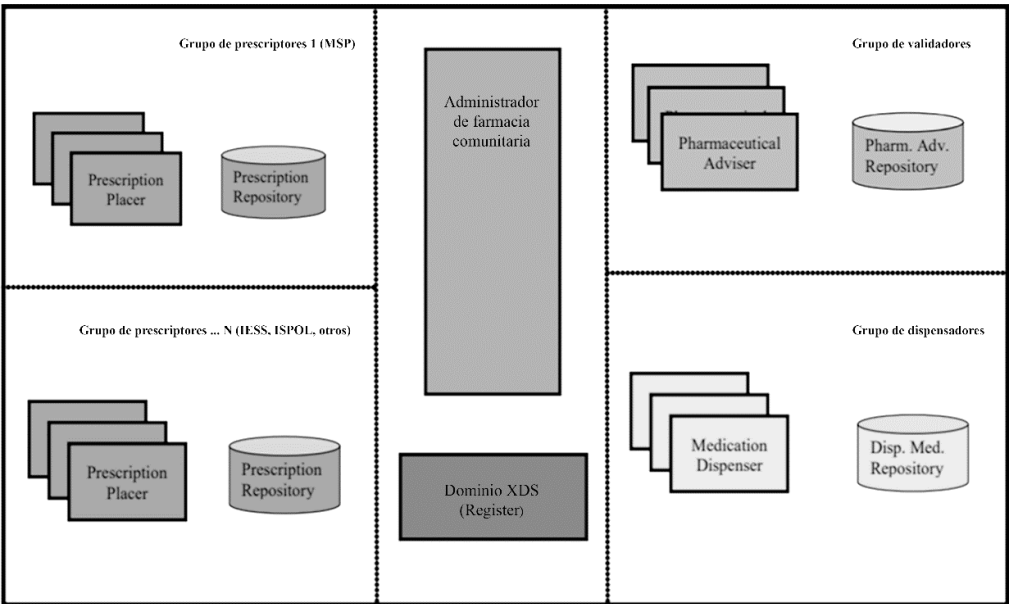 Grupo de prescriptores 1 (MSP)
Prescription
Placer
Prescription
Repository
Grupo de prescriptores ... N (IESS, ISPOL, otros)
Prescription
Placer
Prescription
Repository
Administrador
de farmacia
comunitaria
Dominio XDS
(Register)
Grupo de validadores
Pharmaceutical
Adviser
Pharm. Adv.
Repository
Grupo de dispensadores
Medication
Dispenser
Disp. Med.
Repository